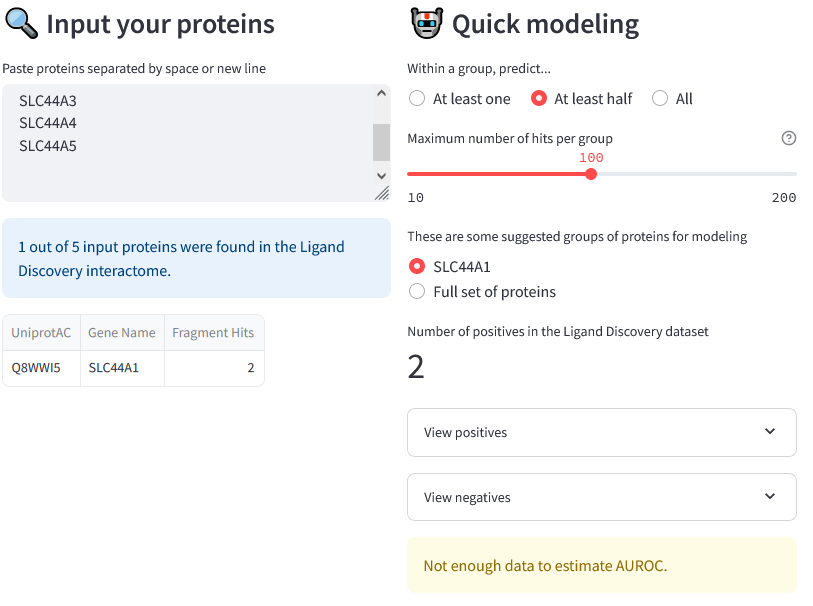 Input your proteins
Paste proteins separated by space or new line
SLC44A3
SLC44A4
SLC44A5
1 out of 5 input proteins were found in the Ligand
Discovery interactome.
UniprotAC Gene Name Fragment Hits
Q8WWI5 SLC44A1 2
Quick modeling
Within a group, predict...
At least one At least half All
Maximum number of hits per group
100
10 200
These are some suggested groups of proteins for modeling
SLC44A1
Full set of proteins
Number of positives in the Ligand Discovery dataset
2
View positives
View negatives
Not enough data to estimate AUROC.